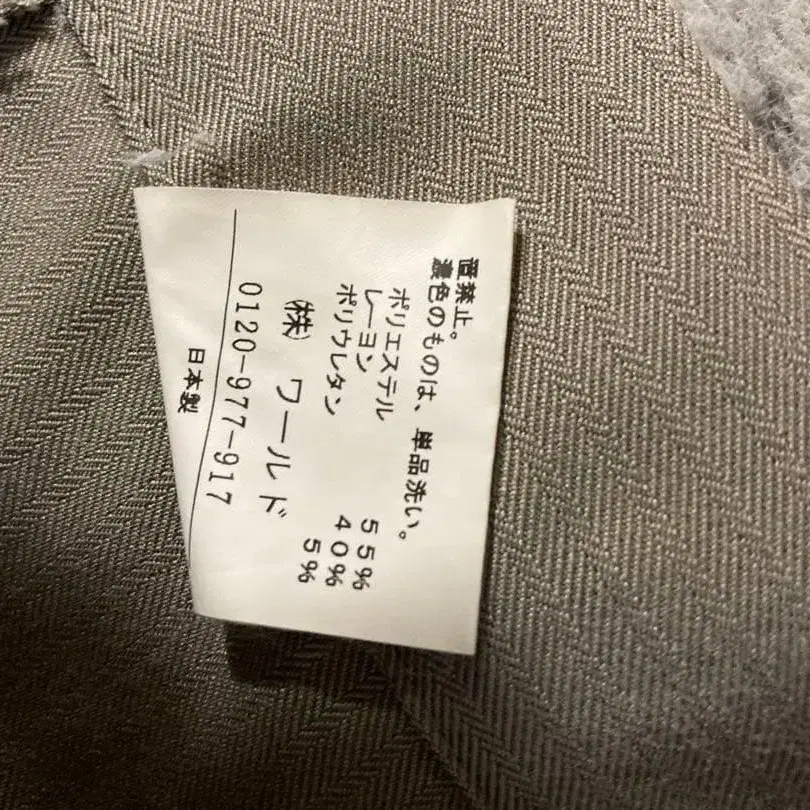 禁止。
濃色のものは、単品洗い。
ポリエステル 55%
レーヨン 40%
ポリウレタン 5%
(株) ワールド
0120-977-917
日本製